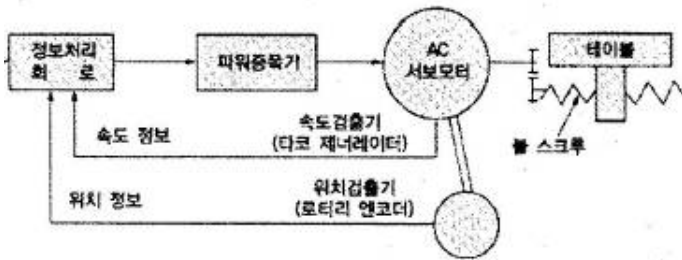 정보처리
회 로
파워증폭기
AC
서보모터
테이블
볼 스크루
속도 정보
속도검출기
(타코 제너레이터)
위치 정보
위치검출기
(로터리 엔코더)